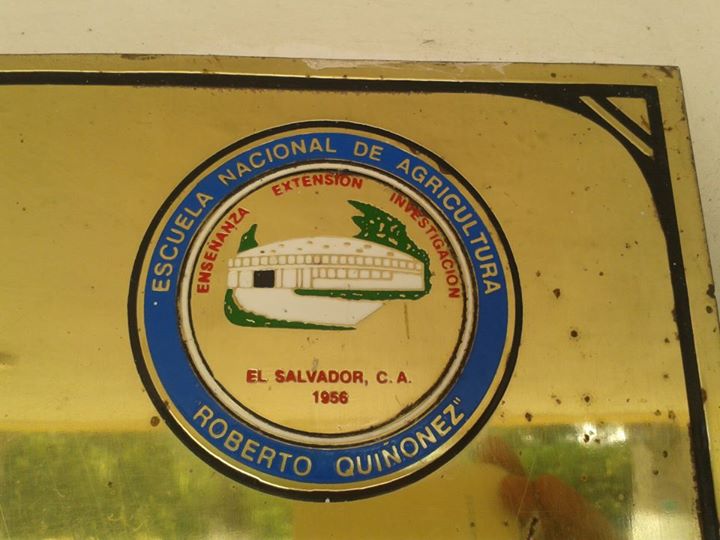 ESCUELA NACIONAL DE AGRICULTURA
ENSEÑANZA EXTENSION INVESTIGACION
EL SALVADOR, C.A.
1956
ROBERTO QUIÑONEZ"